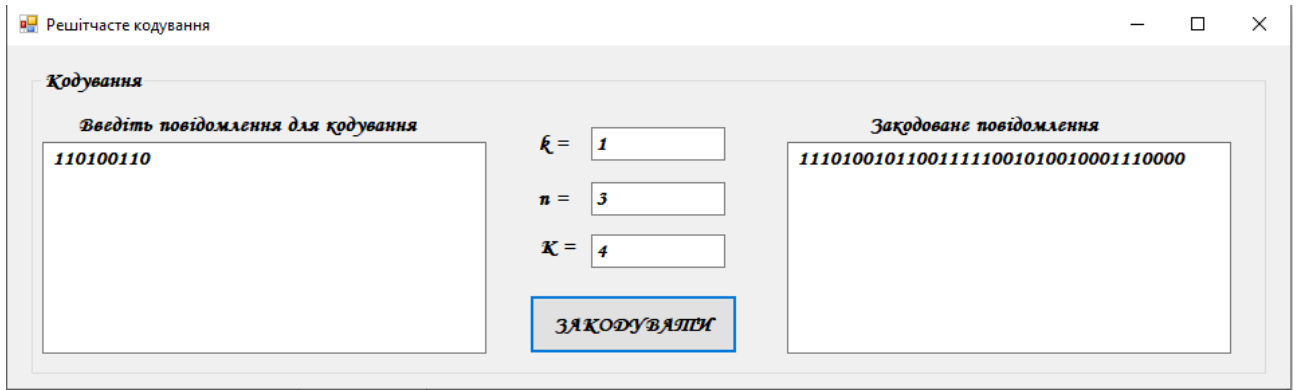 Решітчасте кодування
Кодування
Введіть повідомлення для кодування
110100110
k = 1
n = 3
K = 4
ЗАКОДУВАТИ
Закодоване повідомлення
111010010110011111001010010001110000